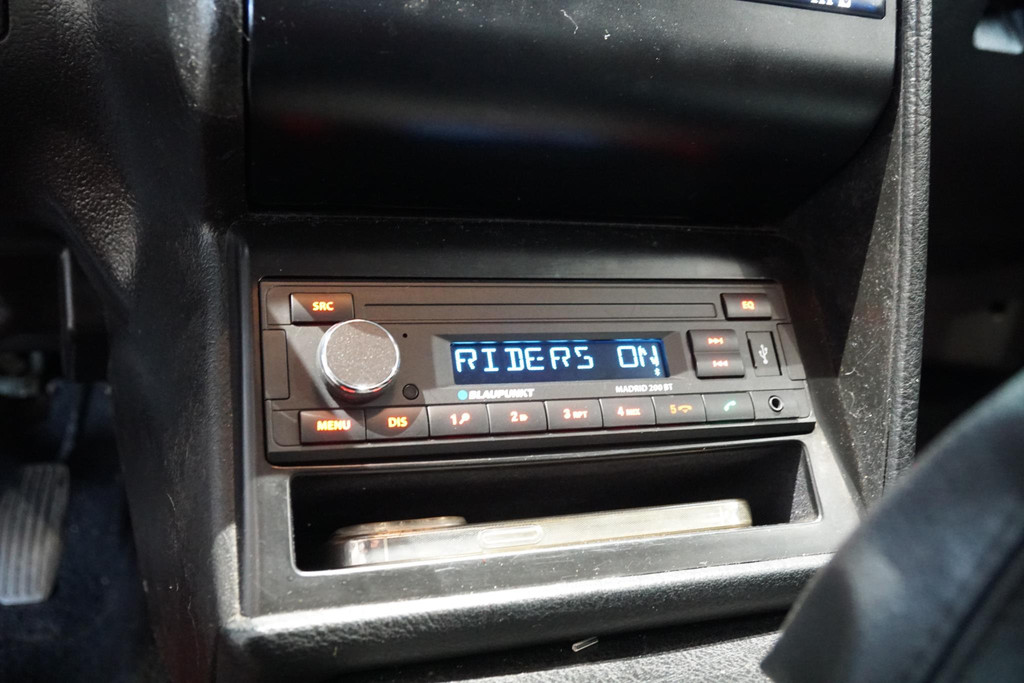 SRC
EQ
RIDERS ON
BLAUPUNKT
MADRID 200 BT
MENU
DIS
1
2
3 RPT
4 MIX
5